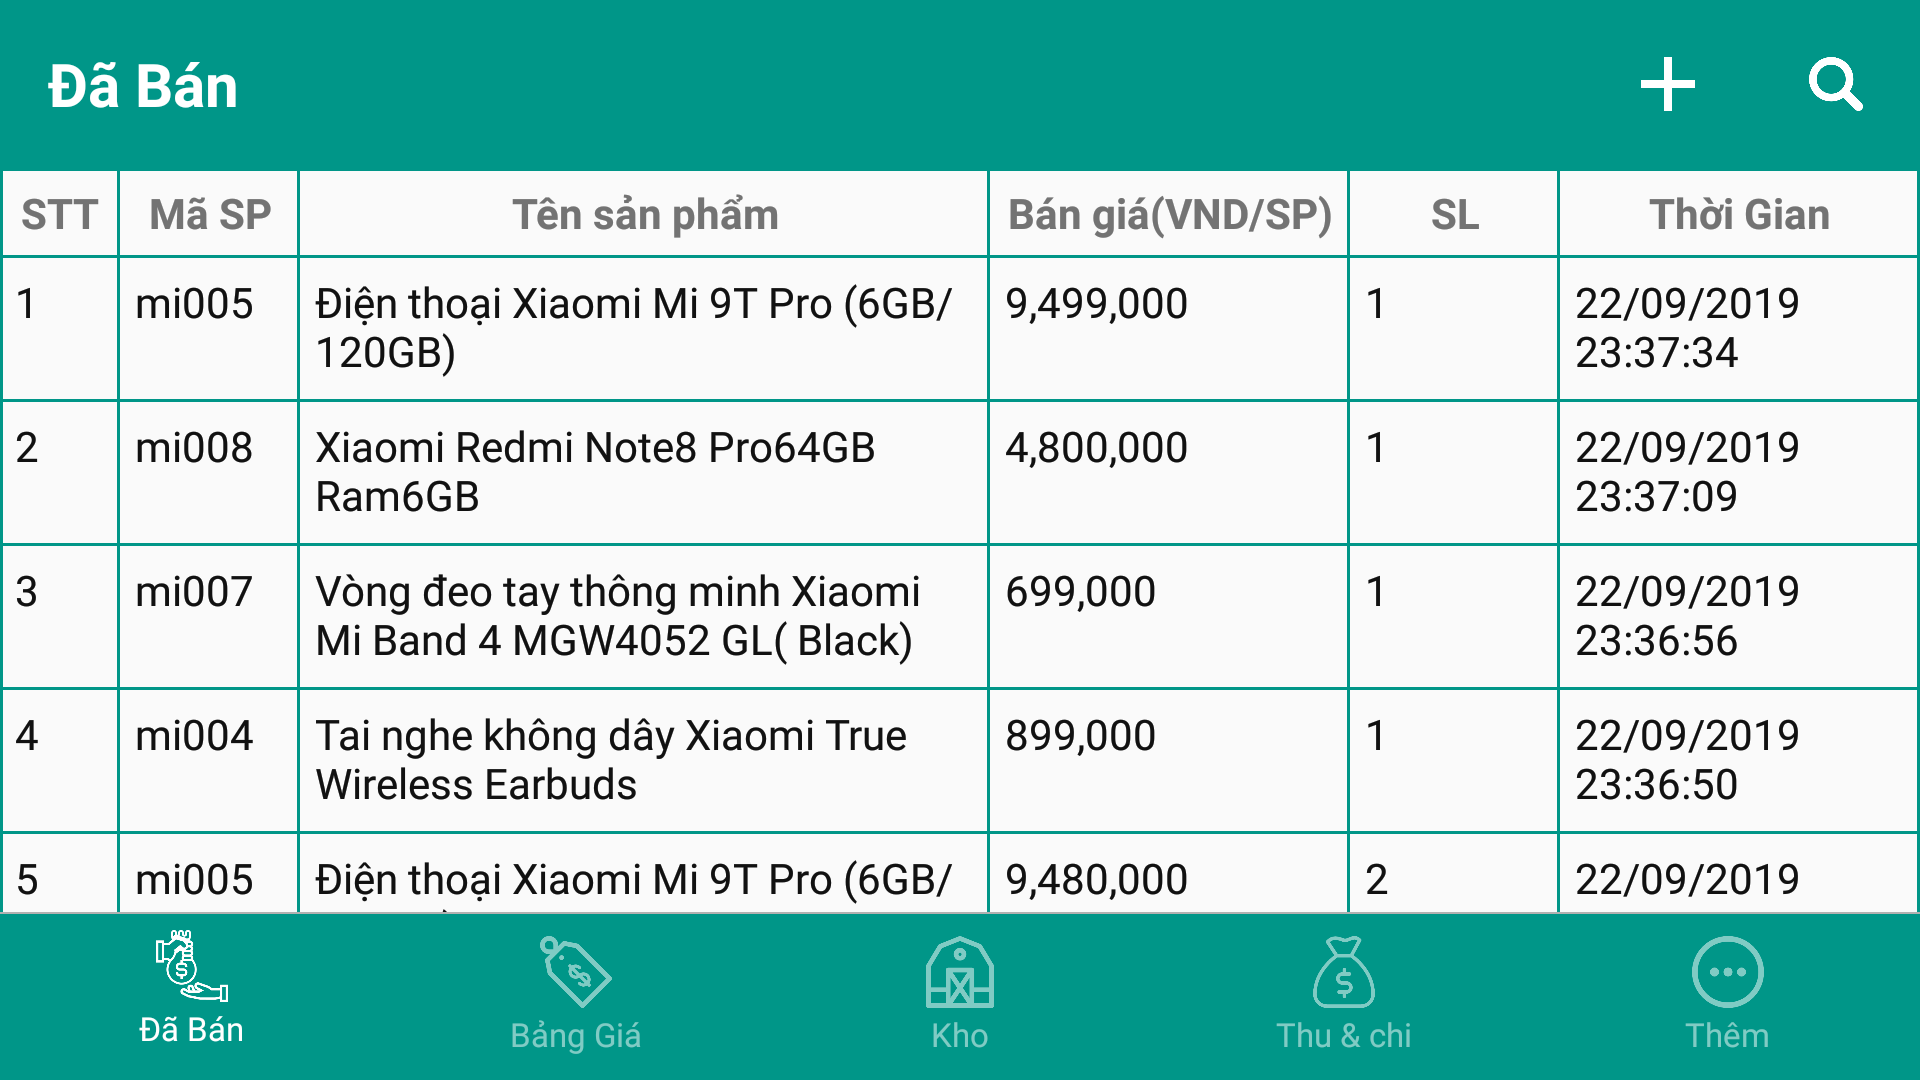 Đã Bán
STT Mã SP Tên sản phẩm Bán giá(VND/SP) SL Thời Gian
1 mi005 Điện thoại Xiaomi Mi 9T Pro (6GB/ 9,499,000 1 22/09/2019
120GB) 23:37:34
2 mi008 Xiaomi Redmi Note8 Pro64GB 4,800,000 1 22/09/2019
Ram6GB 23:37:09
3 mi007 Vòng đeo tay thông minh Xiaomi 699,000 1 22/09/2019
Mi Band 4 MGW4052 GL( Black) 23:36:56
4 mi004 Tai nghe không dây Xiaomi True 899,000 1 22/09/2019
Wireless Earbuds 23:36:50
5 mi005 Điện thoại Xiaomi Mi 9T Pro (6GB/ 9,480,000 2 22/09/2019
Đã Bán Bảng Giá Kho Thu & chi Thêm